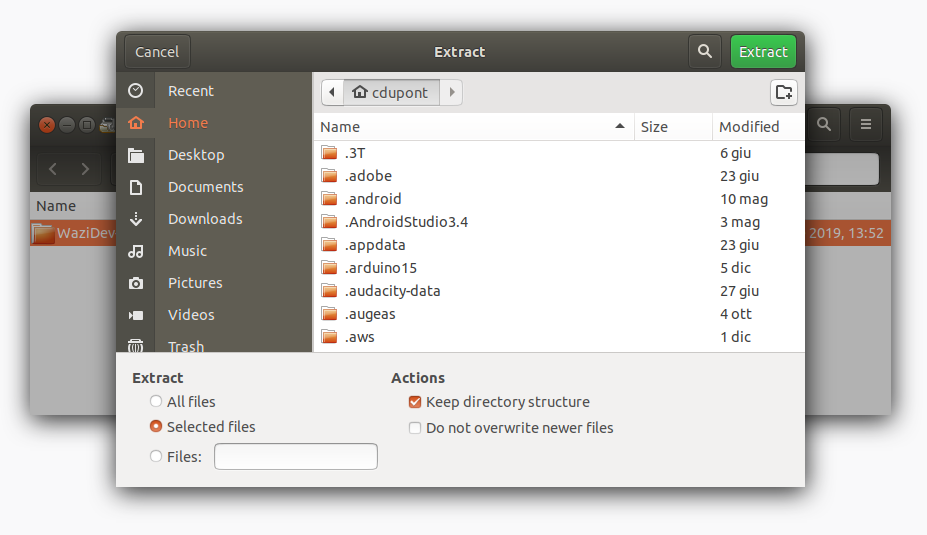 Cancel
Extract
Extract
Recent
Home
Desktop
Documents
Downloads
Music
Pictures
Videos
Trash
cdupont
Name Size Modified
.3T 6 giu
.adobe 23 giu
.android 10 mag
.AndroidStudio3.4 3 mag
.appdata 23 giu
.arduino15 5 dic
.audacity-data 27 giu
.augeas 4 ott
.aws 1 dic
Extract
All files
Selected files
Files:
Actions
Keep directory structure
Do not overwrite newer files
Name
WaziDev
2019, 13:52